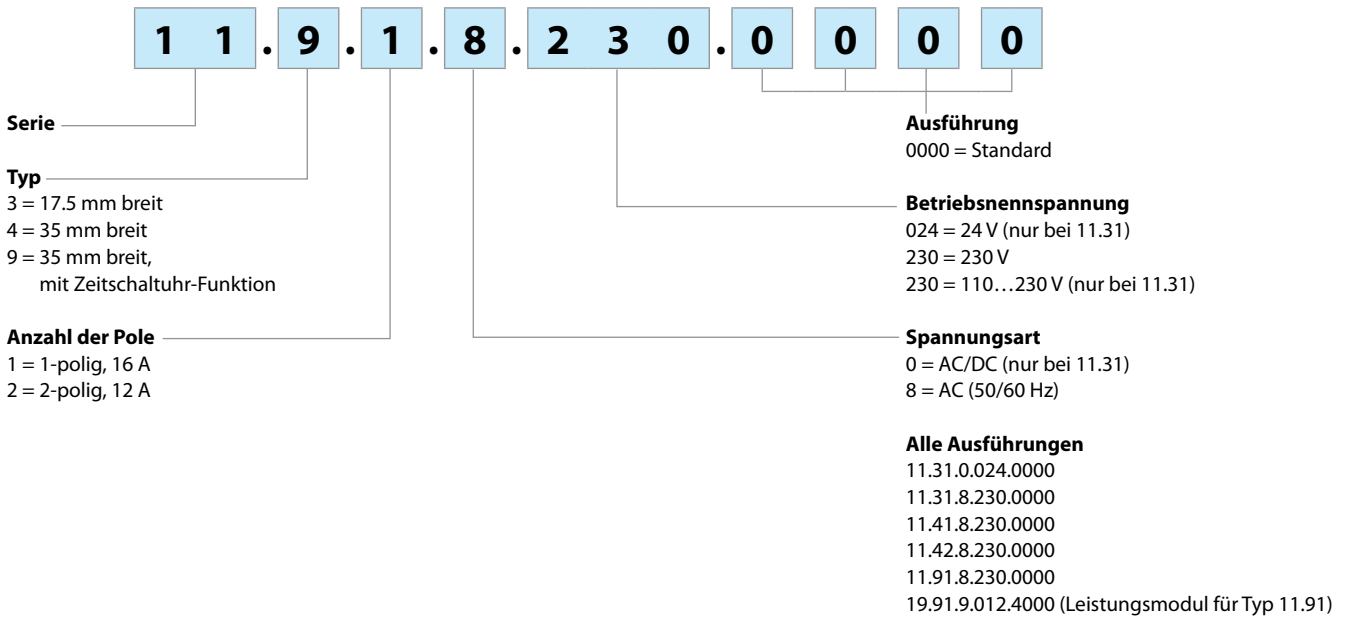 1 1 . 9 . 1 . 8 . 2 3 0 . 0 0 0 0
Serie
Typ
3 = 17.5 mm breit
4 = 35 mm breit
9 = 35 mm breit,
mit Zeitschaltuhr-Funktion
Anzahl der Pole
1 = 1-polig, 16 A
2 = 2-polig, 12 A
Ausführung
0000 = Standard
Betriebsnennspannung
024 = 24 V (nur bei 11.31)
230 = 230 V
230 = 110…230 V (nur bei 11.31)
Spannungsart
0 = AC/DC (nur bei 11.31)
8 = AC (50/60 Hz)
Alle Ausführungen
11.31.0.024.0000
11.31.8.230.0000
11.41.8.230.0000
11.42.8.230.0000
11.91.8.230.0000
19.91.9.012.4000 (Leistungsmodul für Typ 11.91)